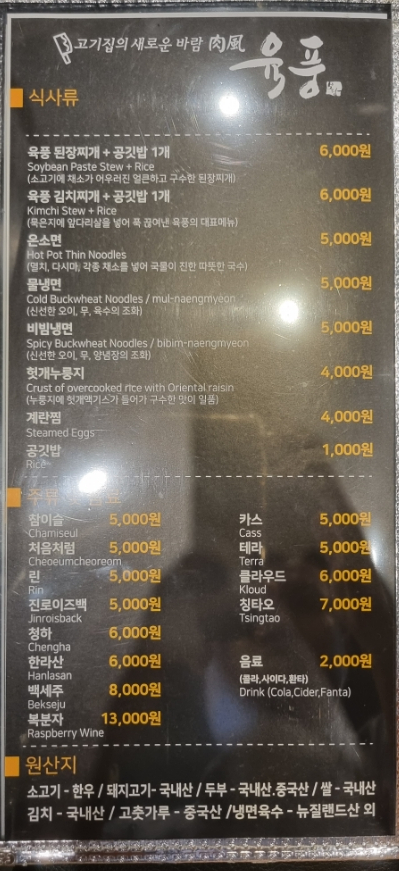 고기집의 새로운 바람 肉風 육풍
식사류
육풍 된장찌개 + 공깃밥 1개 6,000원
Soybean Paste Stew + Rice
(소고기에 채소가 어우러진 얼큰하고 구수한 된장찌개)
육풍 김치찌개 + 공깃밥 1개 6,000원
Kimchi Stew + Rice
(묵은지에 앞다리살을 넣어 푹 끊여낸 육풍의 대표메뉴)
온소면 5,000원
Hot Pot Thin Noodles
(멸치, 다시마, 각종 채소를 넣어 국물이 진한 따뜻한 국수)
물냉면 5,000원
Cold Buckwheat Noodles / mul-naengmyeon
(신선한 오이, 무, 육수의 조화)
비빔냉면 5,000원
Spicy Buckwheat Noodles / bibim-naengmyeon
(신선한 오이, 무, 양념장의 조화)
헛개누룽지 4,000원
Crust of overcooked rice with Oriental raisin
(누룽지에 헛개액기스가 들어가 구수한 맛이 일품)
계란찜 4,000원
Steamed Eggs
공깃밥 1,000원
Rice
주류
참이슬 5,000원
Chamiseul
처음처럼 5,000원
Cheoeumcheoreom
린 5,000원
Rin
진로이즈백 5,000원
Jinroisback
청하 6,000원
Chengha
한라산 6,000원
Hanlasan
백세주 8,000원
Bekseju
복분자 13,000원
Raspberry Wine
카스 5,000원
Cass
테라 5,000원
Terra
클라우드 6,000원
Kloud
칭타오 7,000원
Tsingtao
음료 2,000원
(콜라,사이다,환타)
Drink (Cola,Cider,Fanta)
원산지
소고기 - 한우 / 돼지고기 - 국내산 / 두부 - 국내산.중국산 / 쌀 - 국내산
김치 - 국내산 / 고춧가루 - 중국산 /냉면육수 - 뉴질랜드산 외